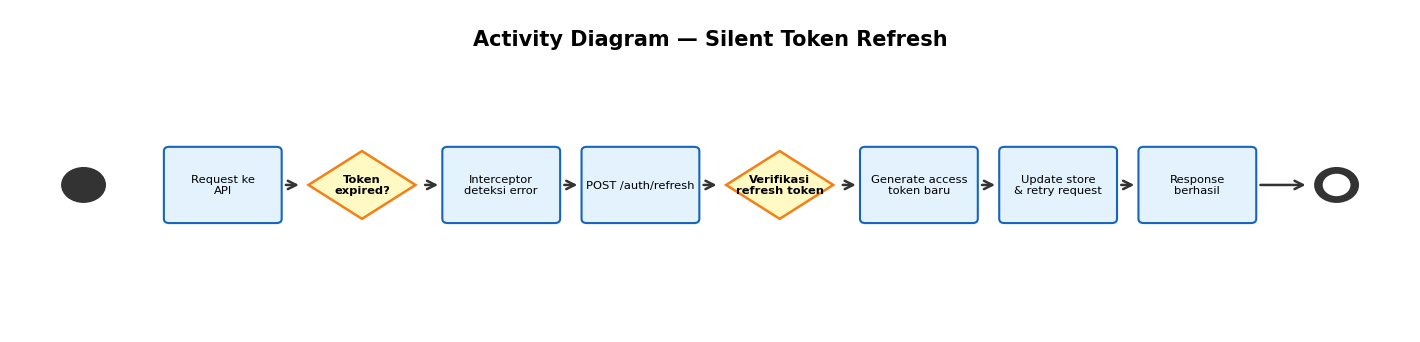 Activity Diagram — Silent Token Refresh
Request ke
API
Token
expired?
Interceptor
deteksi error
POST /auth/refresh
Verifikasi
refresh token
Generate access
token baru
Update store
& retry request
Response
berhasil